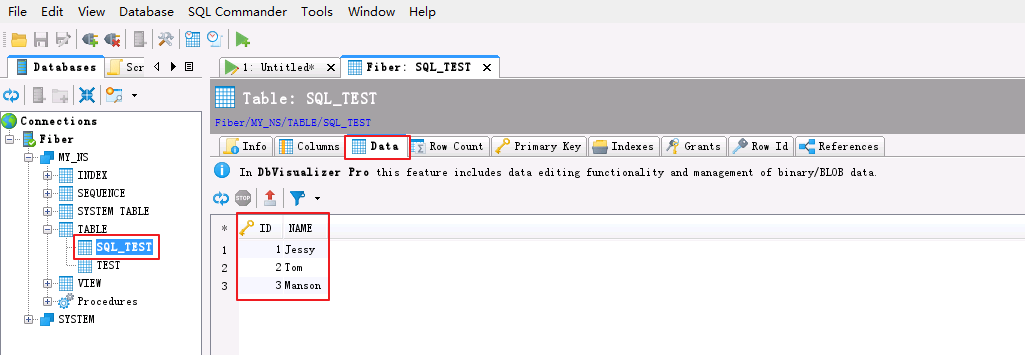 File Edit View Database SQL Commander Tools Window Help
Databases Scr
1: Untitled* Fiber: SQL_TEST
Connections
Fiber
MY_NS
INDEX
SEQUENCE
SYSTEM TABLE
TABLE
SQL_TEST
TEST
VIEW
Procedures
SYSTEM
Table: SQL_TEST
Fiber/MY_NS/TABLE/SQL_TEST
Info Columns Data Row Count Primary Key Indexes Grants Row Id References
In DbVisualizer Pro this feature includes data editing functionality and management of binary/BLOB data.
STOP
* ID NAME
1 1 Jessy
2 2 Tom
3 3 Manson